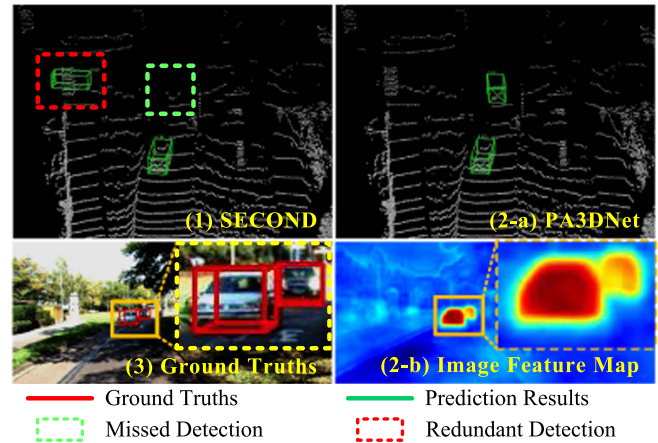 (1) SECOND
(2-a) PA3DNet
(3) Ground Truths
(2-b) Image Feature Map
Ground Truths
Prediction Results
Missed Detection
Redundant Detection